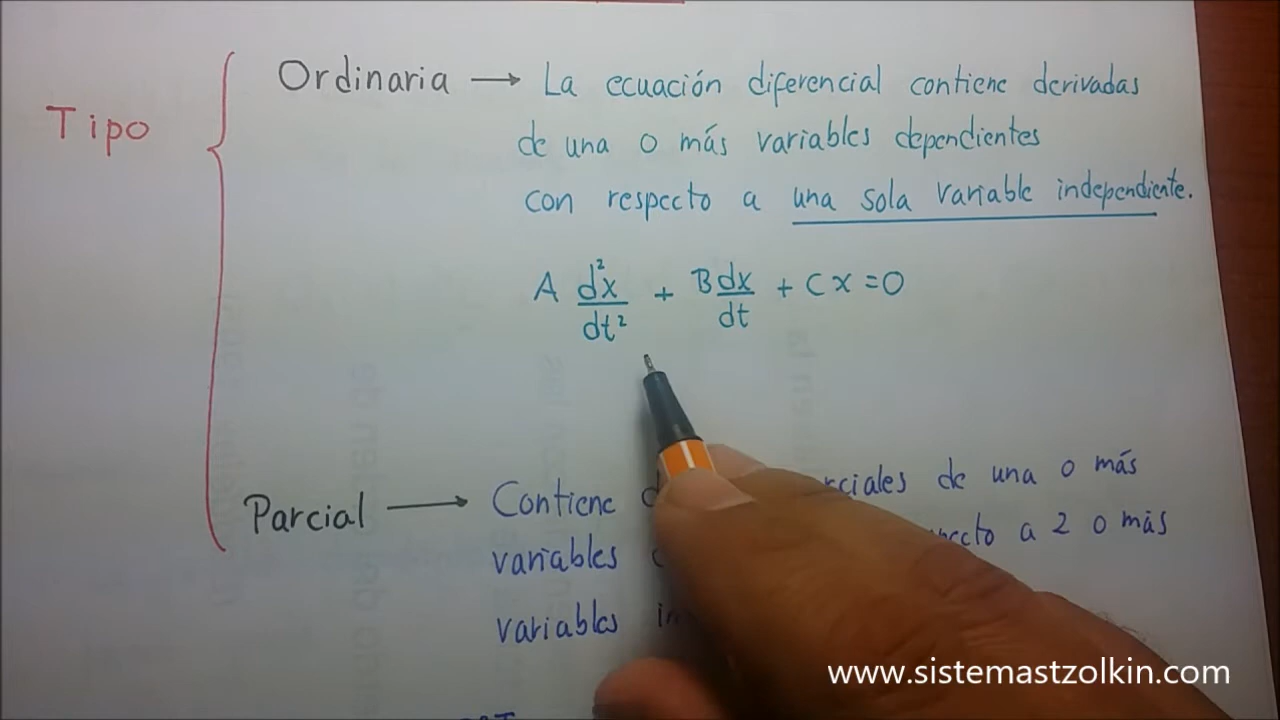 Tipo
Ordinaria → La ecuación diferencial contiene derivadas
de una o más variables dependientes
con respecto a una sola variable independiente.
A d²x/dt² + B dx/dt + Cx = 0
Parcial → Contiene de una o más
variables a 2 o más
variables
www.sistemastzolkin.com